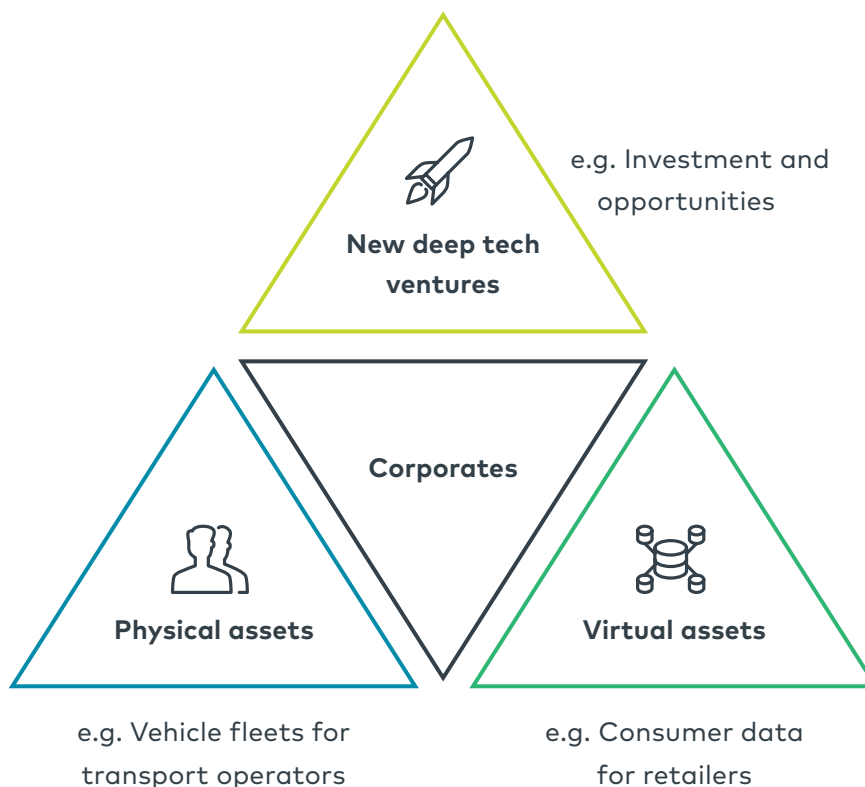 e.g. Investment and
opportunities
New deep tech
ventures
Corporates
Physical assets
Virtual assets
e.g. Vehicle fleets for
transport operators
e.g. Consumer data
for retailers